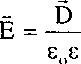 Ē = D⃗ / ε₀ε